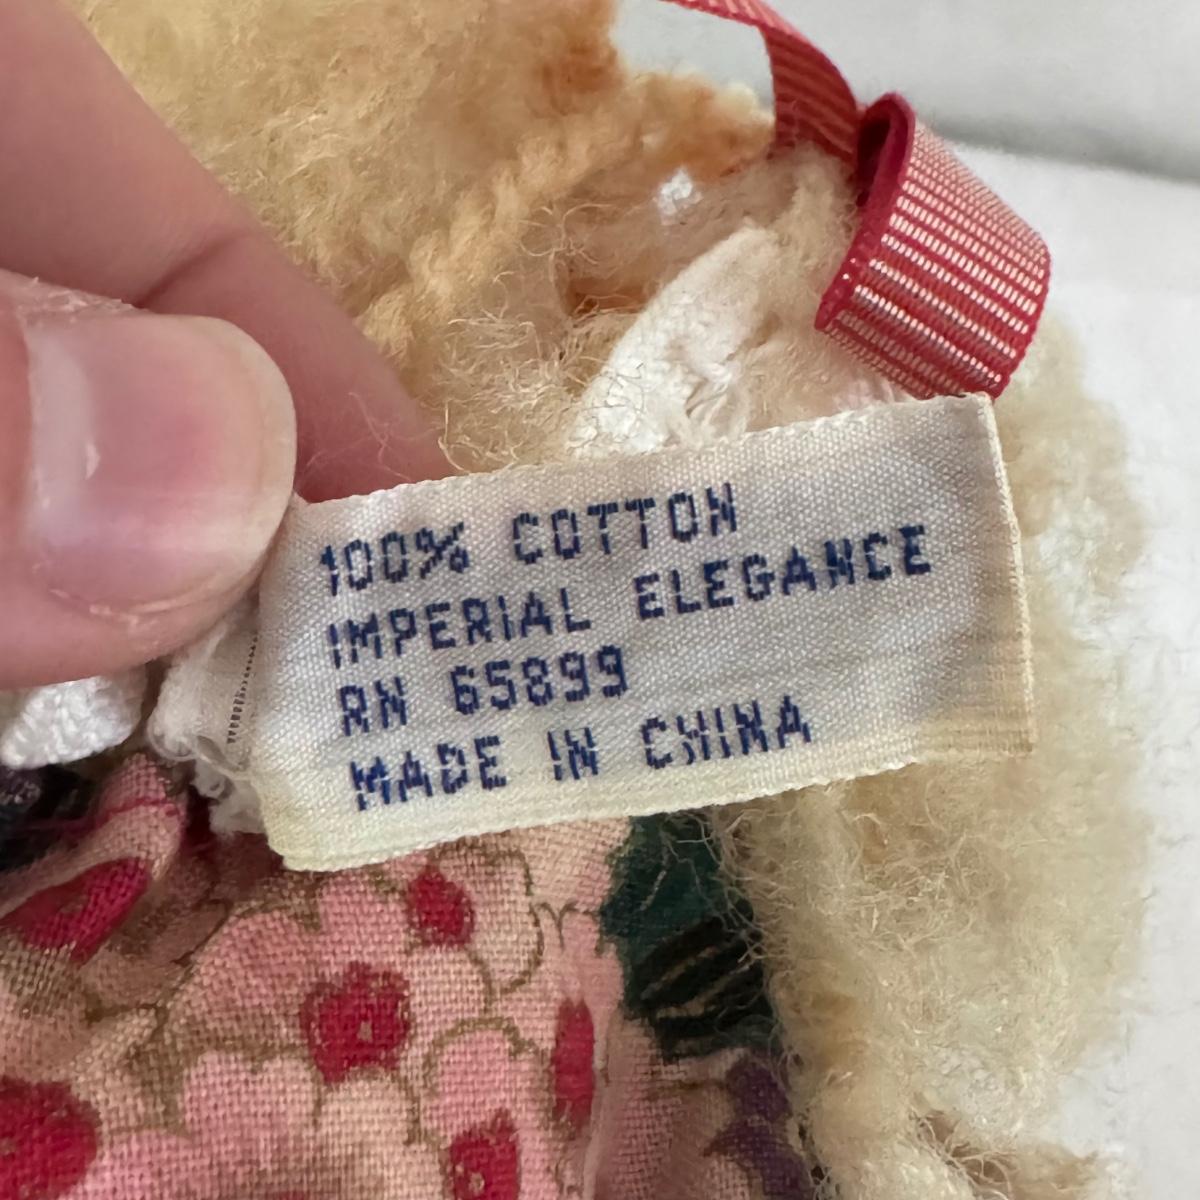 100% COTTON
IMPERIAL ELEGANCE
RN 65899
MADE IN CHINA